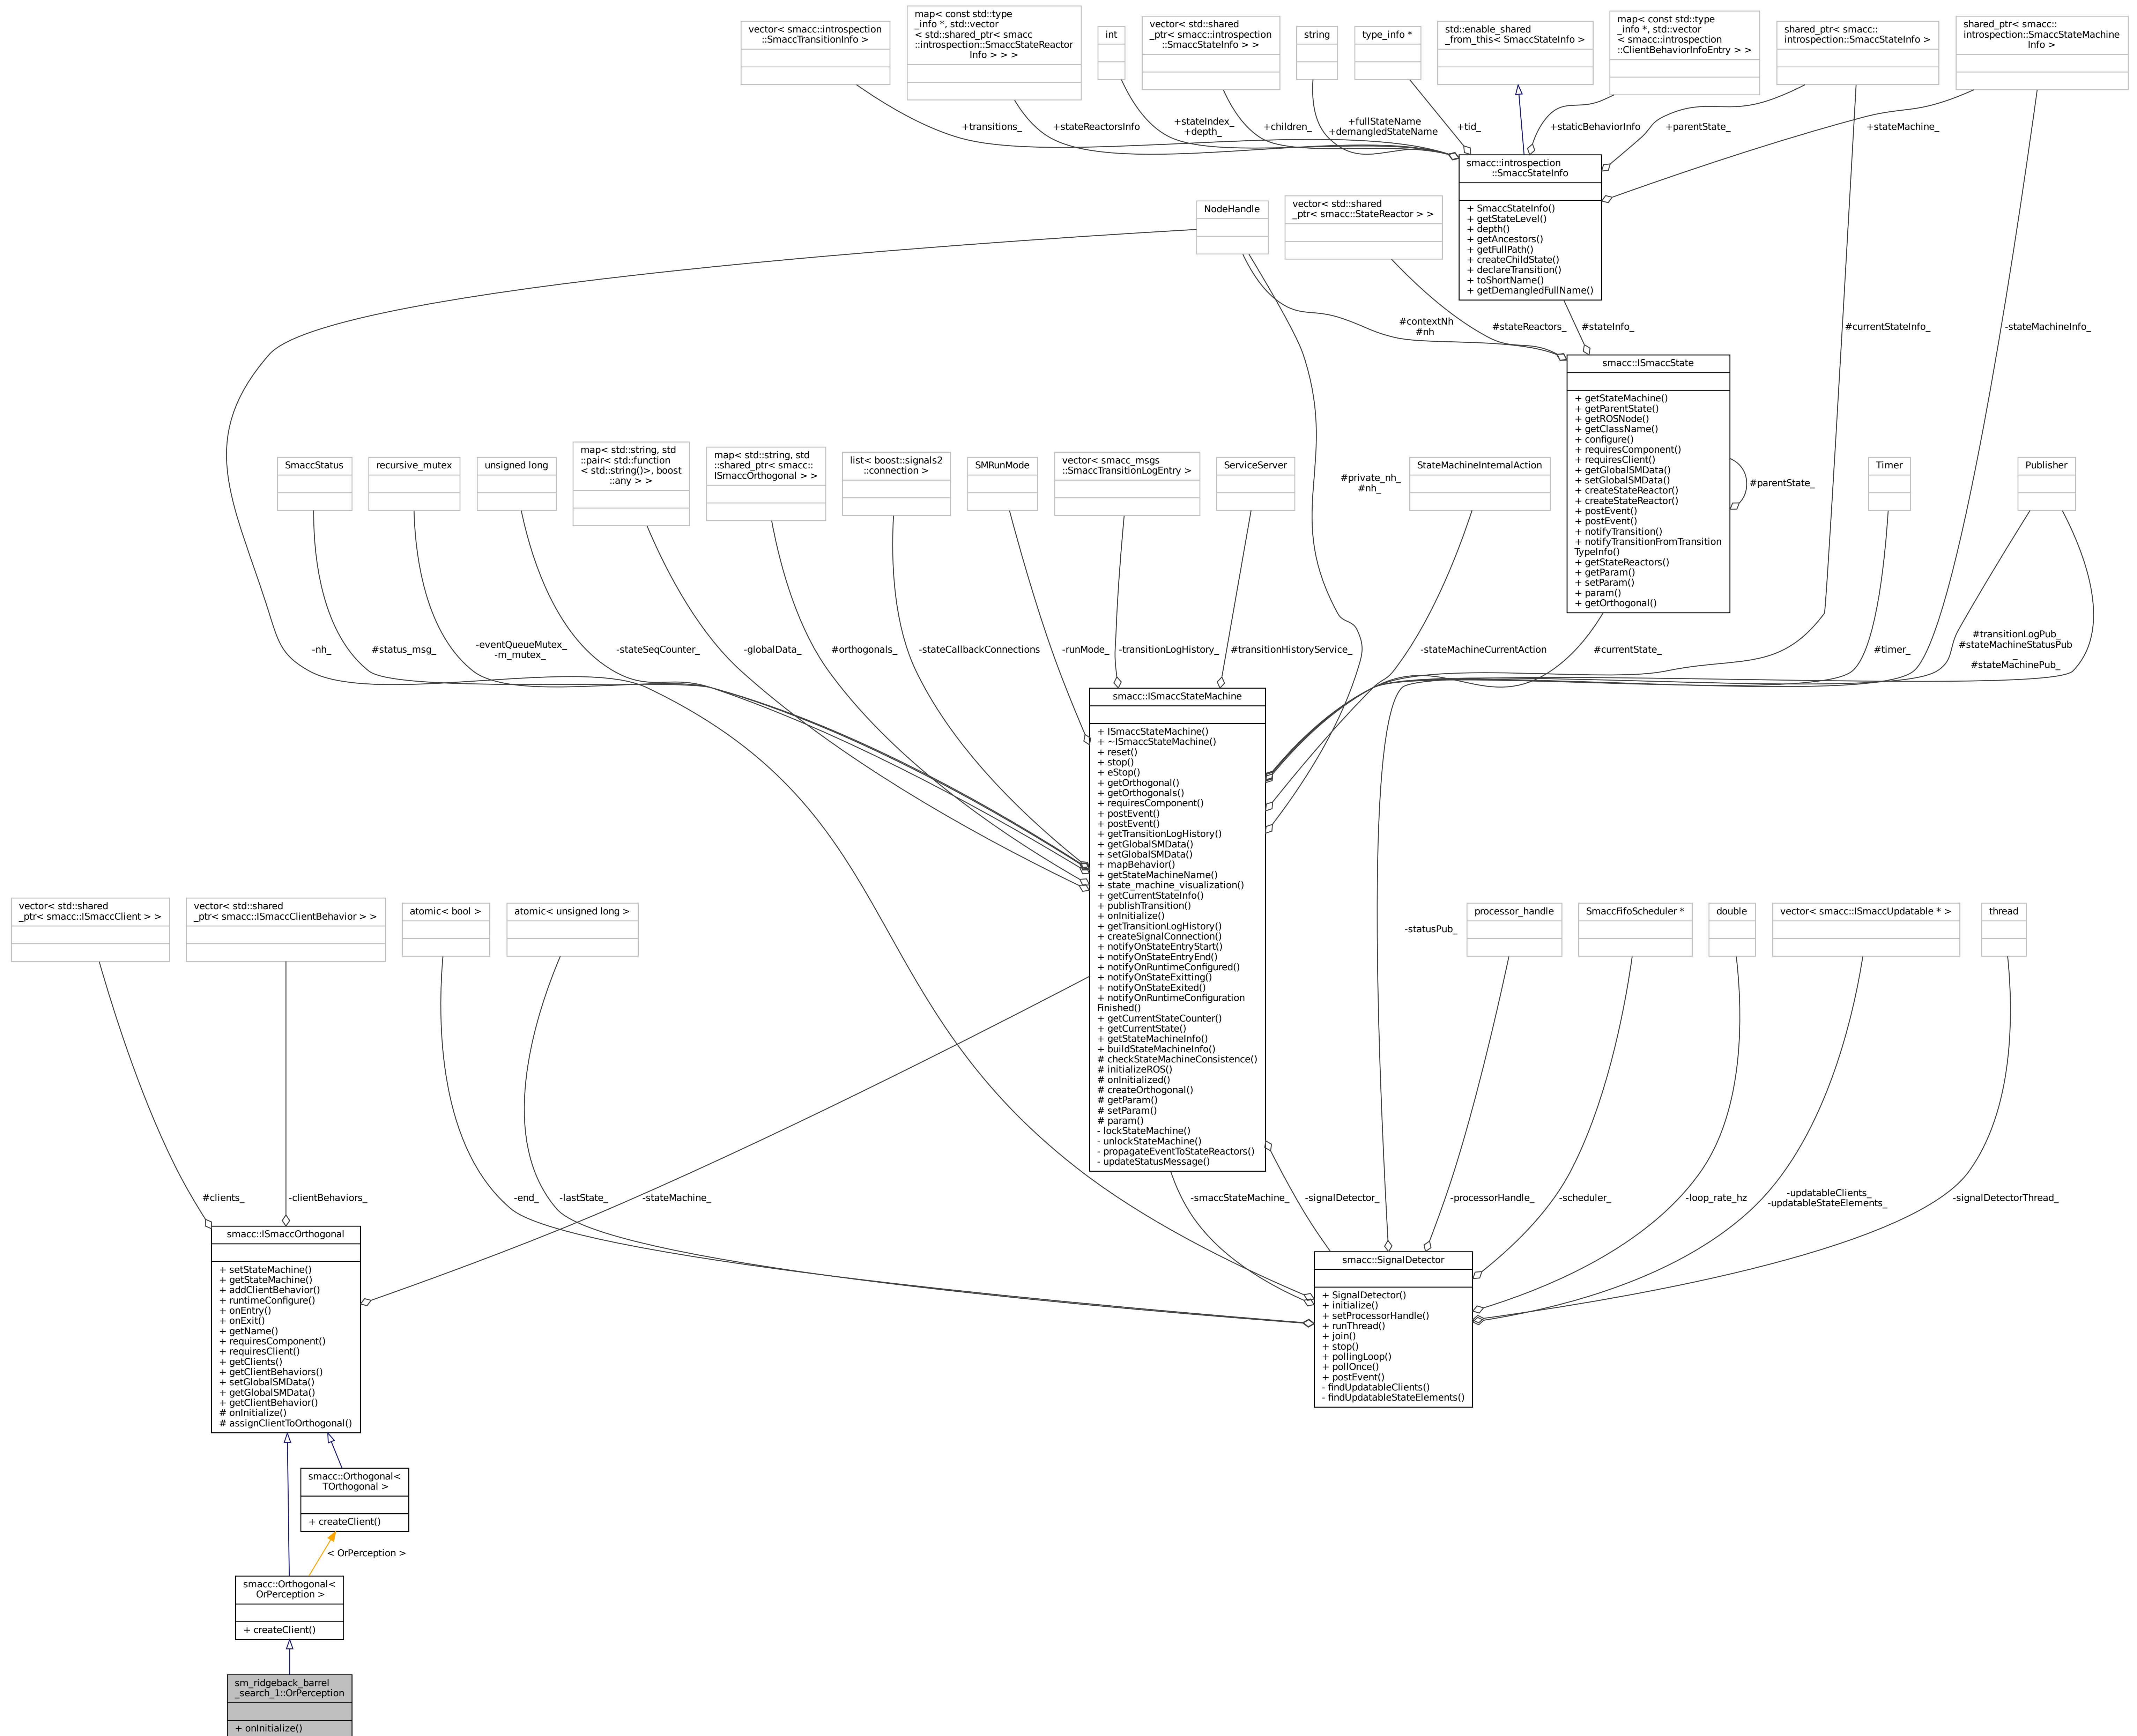 vector< smacc::introspection
::SmaccTransitionInfo >
map< const std::type
_info *, std::vector
< std::shared_ptr< smacc
::introspection::SmaccStateReactor
Info > > >
int
vector< std::shared
_ptr< smacc::introspection
::SmaccStateInfo > >
string
type_info *
std::enable_shared
_from_this< SmaccStateInfo >
map< const std::type
_info *, std::vector
< smacc::introspection
::ClientBehaviorInfoEntry > >
shared_ptr< smacc::
introspection::SmaccStateInfo >
shared_ptr< smacc::
introspection::SmaccStateMachine
Info >
+transitions_
+stateReactorsInfo
+stateIndex_
+depth_
+children_
+fullStateName
+demangledStateName
+tid_
+staticBehaviorInfo
+parentState_
+stateMachine_
smacc::introspection
::SmaccStateInfo
+ SmaccStateInfo()
+ getStateLevel()
+ depth()
+ getAncestors()
+ getFullPath()
+ createChildState()
+ declareTransition()
+ toShortName()
+ getDemangledFullName()
NodeHandle
vector< std::shared
_ptr< smacc::StateReactor > >
#contextNh
#nh
#stateReactors_
#stateInfo_
#currentStateInfo_
-stateMachineInfo_
smacc::ISmaccState
+ getStateMachine()
+ getParentState()
+ getROSNode()
+ getClassName()
+ configure()
+ requiresComponent()
+ requiresClient()
+ getGlobalSMData()
+ setGlobalSMData()
+ createStateReactor()
+ createStateReactor()
+ postEvent()
+ postEvent()
+ notifyTransition()
+ notifyTransitionFromTransition
TypeInfo()
+ getStateReactors()
+ getParam()
+ setParam()
+ param()
+ getOrthogonal()
#parentState_
SmaccStatus
recursive_mutex
unsigned long
map< std::string, std
::pair< std::function
< std::string()>, boost
::any > >
map< std::string, std
::shared_ptr< smacc::
ISmaccOrthogonal > >
list< boost::signals2
::connection >
SMRunMode
vector< smacc_msgs
::SmaccTransitionLogEntry >
ServiceServer
#private_nh_
#nh_
StateMachineInternalAction
Timer
Publisher
-nh_
#status_msg_
-eventQueueMutex_
-m_mutex_
-stateSeqCounter_
-globalData_
#orthogonals_
-stateCallbackConnections
-runMode_
-transitionLogHistory_
#transitionHistoryService_
-stateMachineCurrentAction
#currentState_
#timer_
#transitionLogPub_
#stateMachineStatusPub
_
#stateMachinePub_
smacc::ISmaccStateMachine
+ ISmaccStateMachine()
+ ~ISmaccStateMachine()
+ reset()
+ stop()
+ eStop()
+ getOrthogonal()
+ getOrthogonals()
+ requiresComponent()
+ postEvent()
+ postEvent()
+ getTransitionLogHistory()
+ getGlobalSMData()
+ setGlobalSMData()
+ mapBehavior()
+ getStateMachineName()
+ state_machine_visualization()
+ getCurrentStateInfo()
+ publishTransition()
+ onInitialize()
+ getTransitionLogHistory()
+ createSignalConnection()
+ notifyOnStateEntryStart()
+ notifyOnStateEntryEnd()
+ notifyOnRuntimeConfigured()
+ notifyOnStateExitting()
+ notifyOnStateExited()
+ notifyOnRuntimeConfiguration
Finished()
+ getCurrentStateCounter()
+ getCurrentState()
+ getStateMachineInfo()
+ buildStateMachineInfo()
# checkStateMachineConsistence()
# initializeROS()
# onInitialized()
# createOrthogonal()
# getParam()
# setParam()
# param()
- lockStateMachine()
- unlockStateMachine()
- propagateEventToStateReactors()
- updateStatusMessage()
vector< std::shared
_ptr< smacc::ISmaccClient > >
vector< std::shared
_ptr< smacc::ISmaccClientBehavior > >
atomic< bool >
atomic< unsigned long >
-statusPub_
processor_handle
SmaccFifoScheduler *
double
vector< smacc::ISmaccUpdatable * >
thread
#clients_
-clientBehaviors_
-end_
-lastState_
-stateMachine_
-smaccStateMachine_
-signalDetector_
-processorHandle_
-scheduler_
-loop_rate_hz
-updatableClients_
-updatableStateElements_
-signalDetectorThread_
smacc::ISmaccOrthogonal
+ setStateMachine()
+ getStateMachine()
+ addClientBehavior()
+ runtimeConfigure()
+ onEntry()
+ onExit()
+ getName()
+ requiresComponent()
+ requiresClient()
+ getClients()
+ getClientBehaviors()
+ setGlobalSMData()
+ getGlobalSMData()
+ getClientBehavior()
# onInitialize()
# assignClientToOrthogonal()
smacc::SignalDetector
+ SignalDetector()
+ initialize()
+ setProcessorHandle()
+ runThread()
+ join()
+ stop()
+ pollingLoop()
+ pollOnce()
+ postEvent()
- findUpdatableClients()
- findUpdatableStateElements()
smacc::Orthogonal<
TOrthogonal >
+ createClient()
< OrPerception >
smacc::Orthogonal<
OrPerception >
+ createClient()
sm_ridgeback_barrel
_search_1::OrPerception
+ onInitialize()